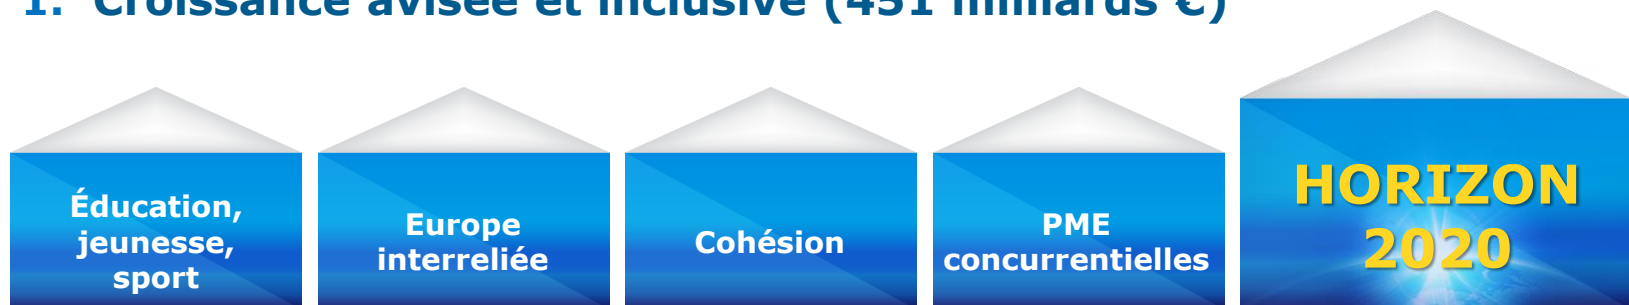 1. Croissance avisée et inclusive (451 milliards €)
Éducation,
jeunesse,
sport
Europe
interreliée
Cohésion
PME
concurrentielles
HORIZON
2020